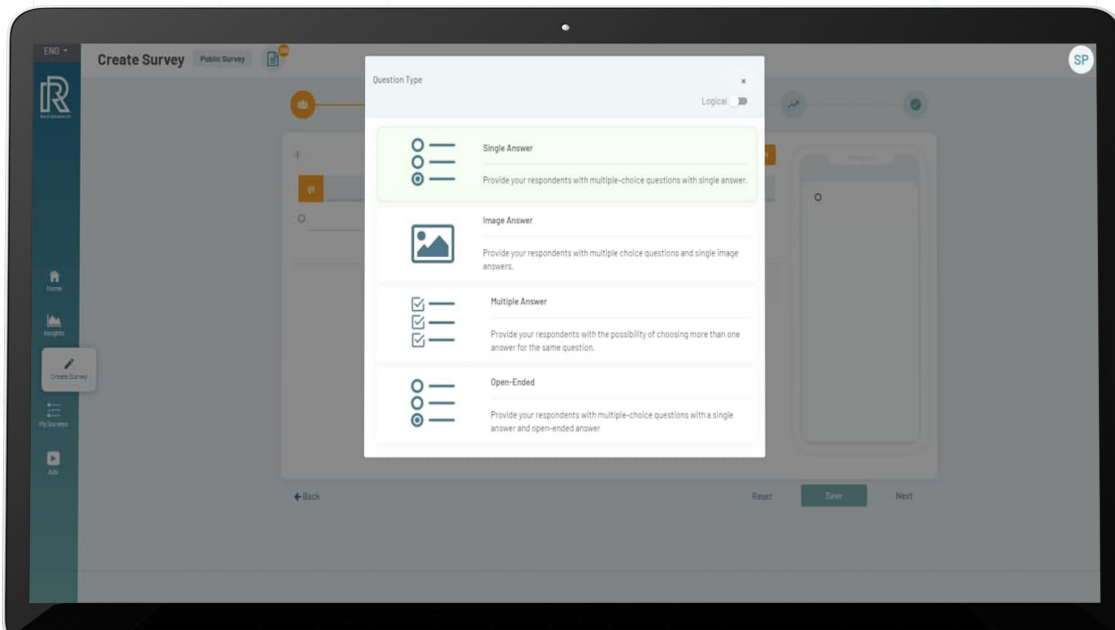 ENG
Create Survey
Public Survey
SP
Question Type
×
Logical
Single Answer
Provide your respondents with multiple-choice questions with single answer.
Image Answer
Provide your respondents with multiple choice questions and single image
answers.
Multiple Answer
Provide your respondents with the possibility of choosing more than one
answer for the same question.
Open-Ended
Provide your respondents with multiple-choice questions with a single
answer and open-ended answer
Home
Insights
Create Survey
My Surveys
Ads
Back
Reset
Save
Next